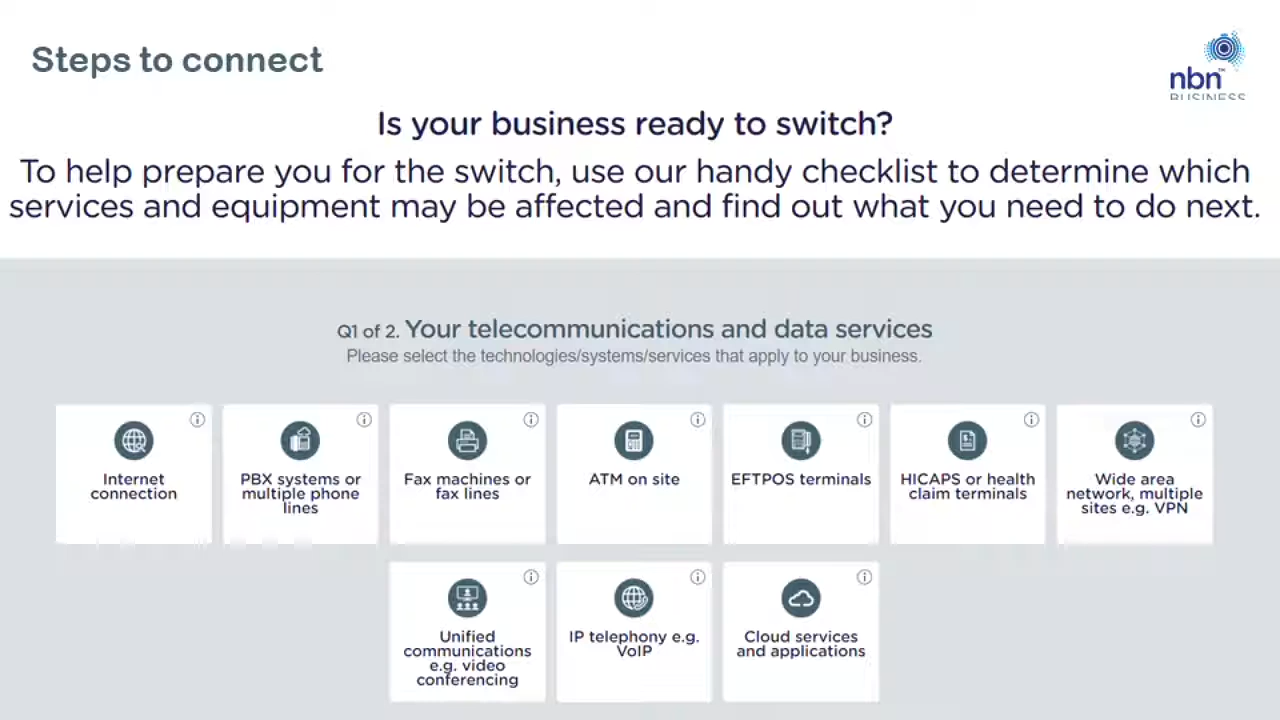 Steps to connect
nbn™
BUSINESS
Is your business ready to switch?
To help prepare you for the switch, use our handy checklist to determine which
services and equipment may be affected and find out what you need to do next.
Q1 of 2. Your telecommunications and data services
Please select the technologies/systems/services that apply to your business.
Internet
connection
PBX systems or
multiple phone
lines
Fax machines or
fax lines
ATM on site
EFTPOS terminals
HICAPS or health
claim terminals
Wide area
network, multiple
sites e.g. VPN
Unified
communications
e.g. video
conferencing
IP telephony e.g.
VoIP
Cloud services
and applications